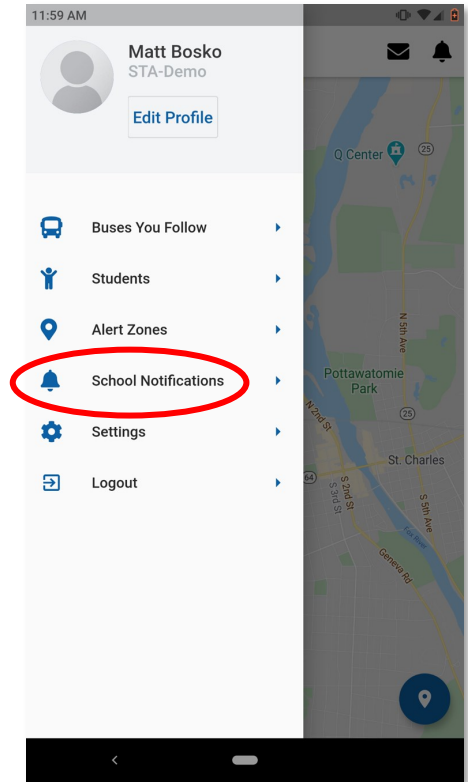 11:59 AM
Matt Bosko
STA-Demo
Edit Profile
Buses You Follow
Students
Alert Zones
School Notifications
Settings
Logout
Q Center
25
N 5th Ave
Pottawatomie
Park
N 2nd St
25
St. Charles
64
S 2nd St
S 3rd St
S 5th Ave
Fox River
Geneva Rd